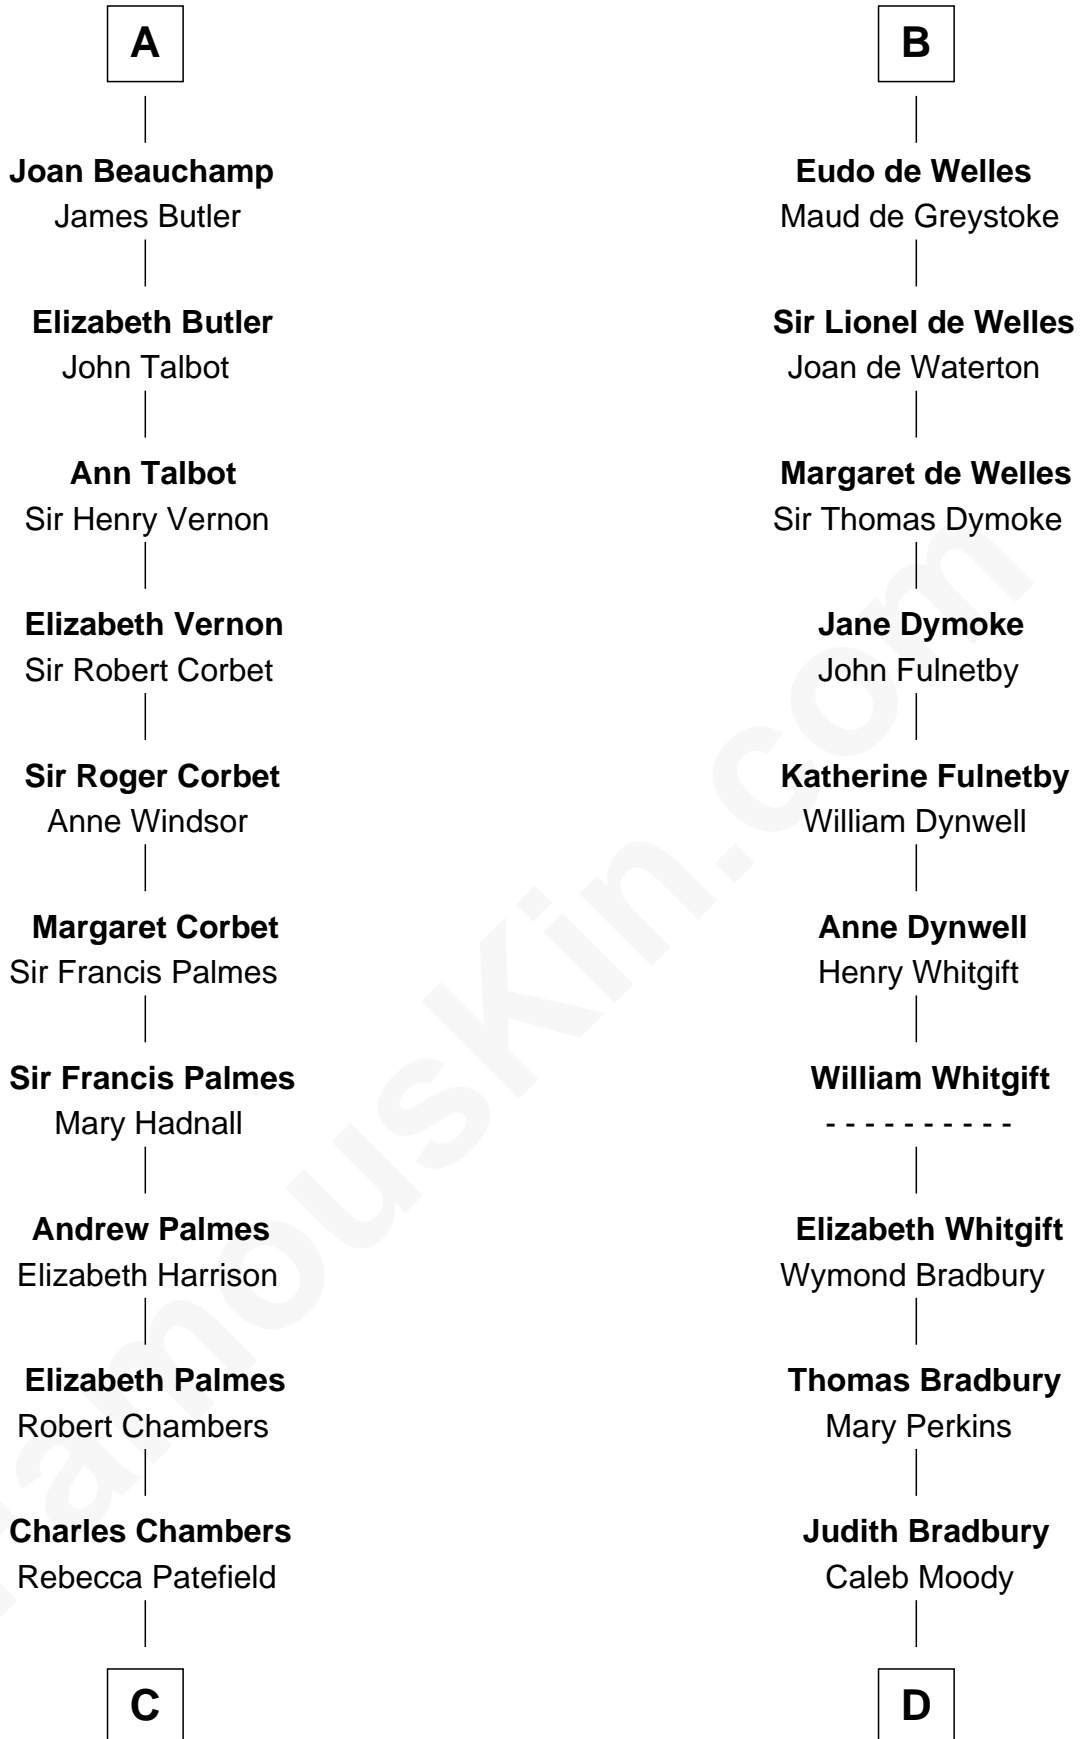 A
Joan Beauchamp
James Butler
Elizabeth Butler
John Talbot
Ann Talbot
Sir Henry Vernon
Elizabeth Vernon
Sir Robert Corbet
Sir Roger Corbet
Anne Windsor
Margaret Corbet
Sir Francis Palmes
Sir Francis Palmes
Mary Hadnall
Andrew Palmes
Elizabeth Harrison
Elizabeth Palmes
Robert Chambers
Charles Chambers
Rebecca Patefield
C
B
Eudo de Welles
Maud de Greystoke
Sir Lionel de Welles
Joan de Waterton
Margaret de Welles
Sir Thomas Dymoke
Jane Dymoke
John Fulnetby
Katherine Fulnetby
William Dynwell
Anne Dynwell
Henry Whitgift
William Whitgift
- - - - - - - - - -
Elizabeth Whitgift
Wymond Bradbury
Thomas Bradbury
Mary Perkins
Judith Bradbury
Caleb Moody
D
FamousKin.com